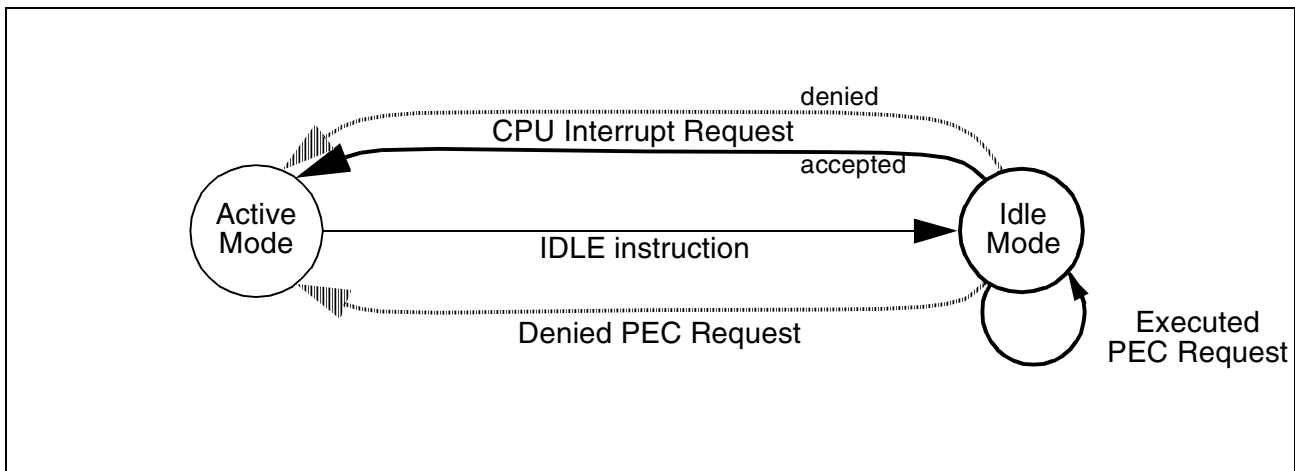 denied
CPU Interrupt Request
accepted
Active
Mode
IDLE instruction
Idle
Mode
Denied PEC Request
Executed
PEC Request